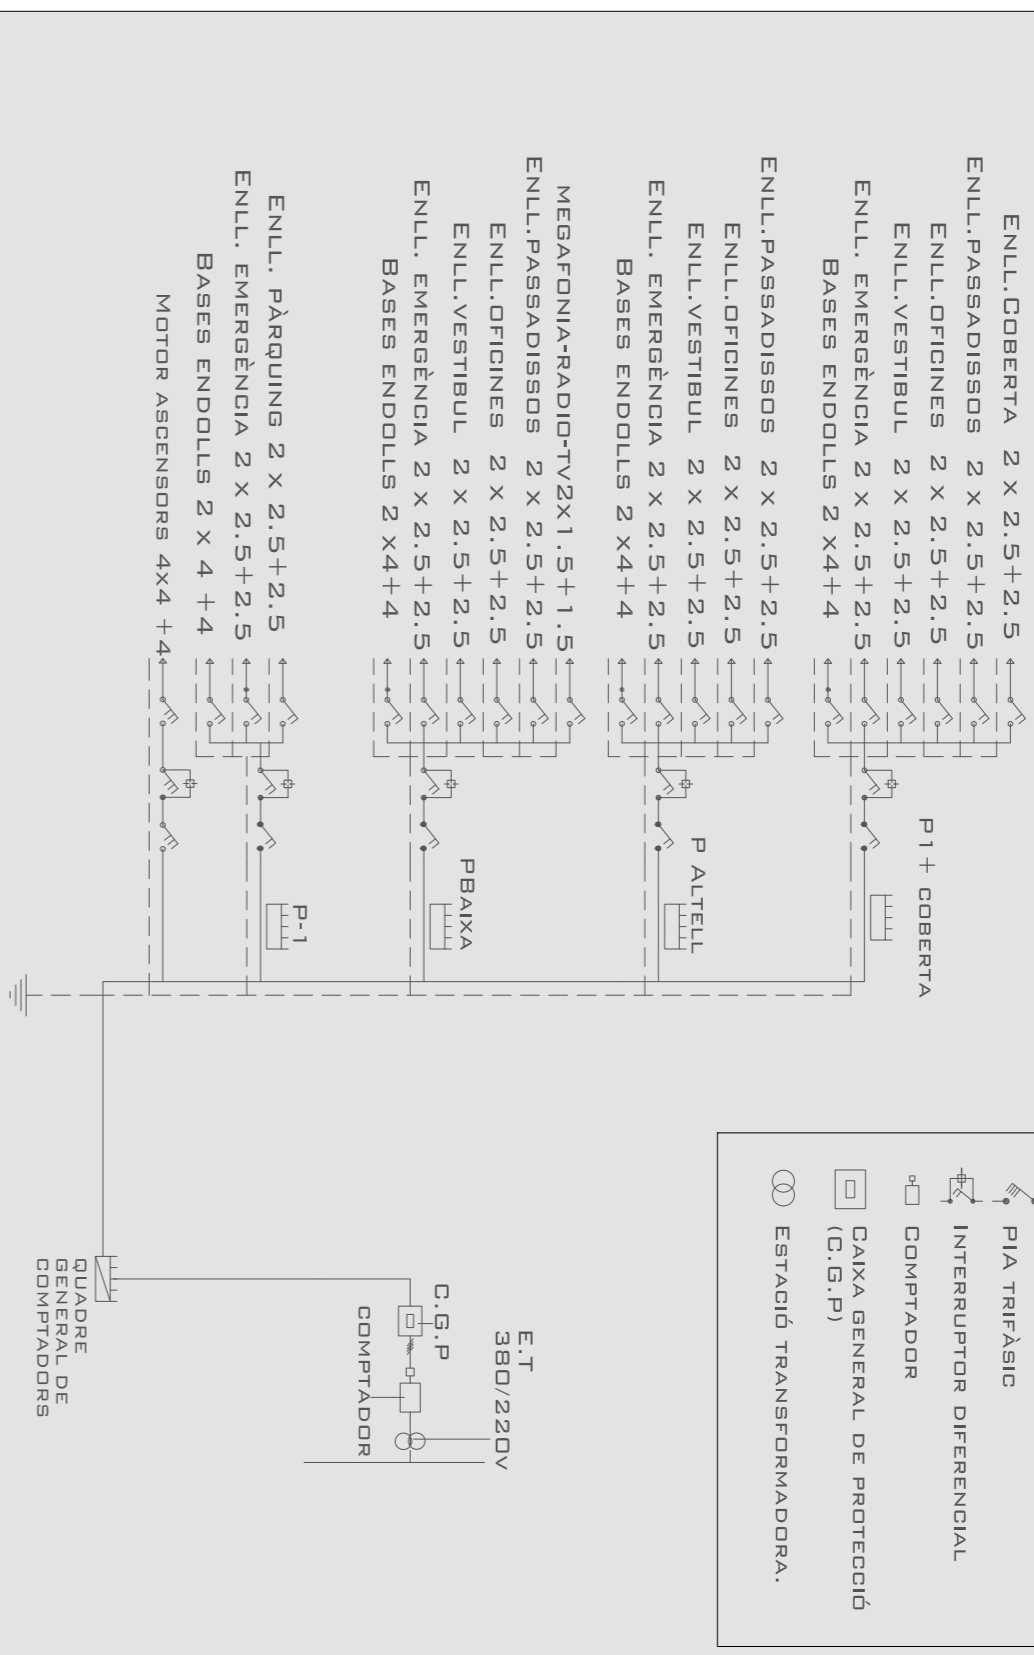 ENLL.COBERTA 2 X 2.5+2.5
ENLL.PASSADISSOS 2 X 2.5+2.5
ENLL.OFICINES 2 X 2.5+2.5
ENLL.VESTIBUL 2 X 2.5+2.5
ENLL. EMERGÈNCIA 2 X 2.5+2.5
BASES ENDOLLS 2 X4+4
P1+ COBERTA
ENLL.PASSADISSOS 2 X 2.5+2.5
ENLL.OFICINES 2 X 2.5+2.5
ENLL.VESTIBUL 2 X 2.5+2.5
ENLL. EMERGÈNCIA 2 X 2.5+2.5
BASES ENDOLLS 2 X4+4
P ALTELL
MEGAFONIA-RADIO-TV2X1.5+1.5
ENLL.PASSADISSOS 2 X 2.5+2.5
ENLL.OFICINES 2 X 2.5+2.5
ENLL.VESTIBUL 2 X 2.5+2.5
ENLL. EMERGÈNCIA 2 X 2.5+2.5
BASES ENDOLLS 2 X4+4
PBAIXA
ENLL. PÀRQUING 2 X 2.5+2.5
ENLL. EMERGÈNCIA 2 X 2.5+2.5
BASES ENDOLLS 2 X 4 +4
MOTOR ASCENSORS 4X4 +4
P-1
PIA TRIFÀSIC
INTERRUPTOR DIFERENCIAL
COMPTADOR
CAIXA GENERAL DE PROTECCIÓ
(C.G.P)
ESTACIÓ TRANSFORMADORA.
E.T
380/220V
C.G.P
COMPTADOR
QUADRE
GENERAL DE
COMPTADORS